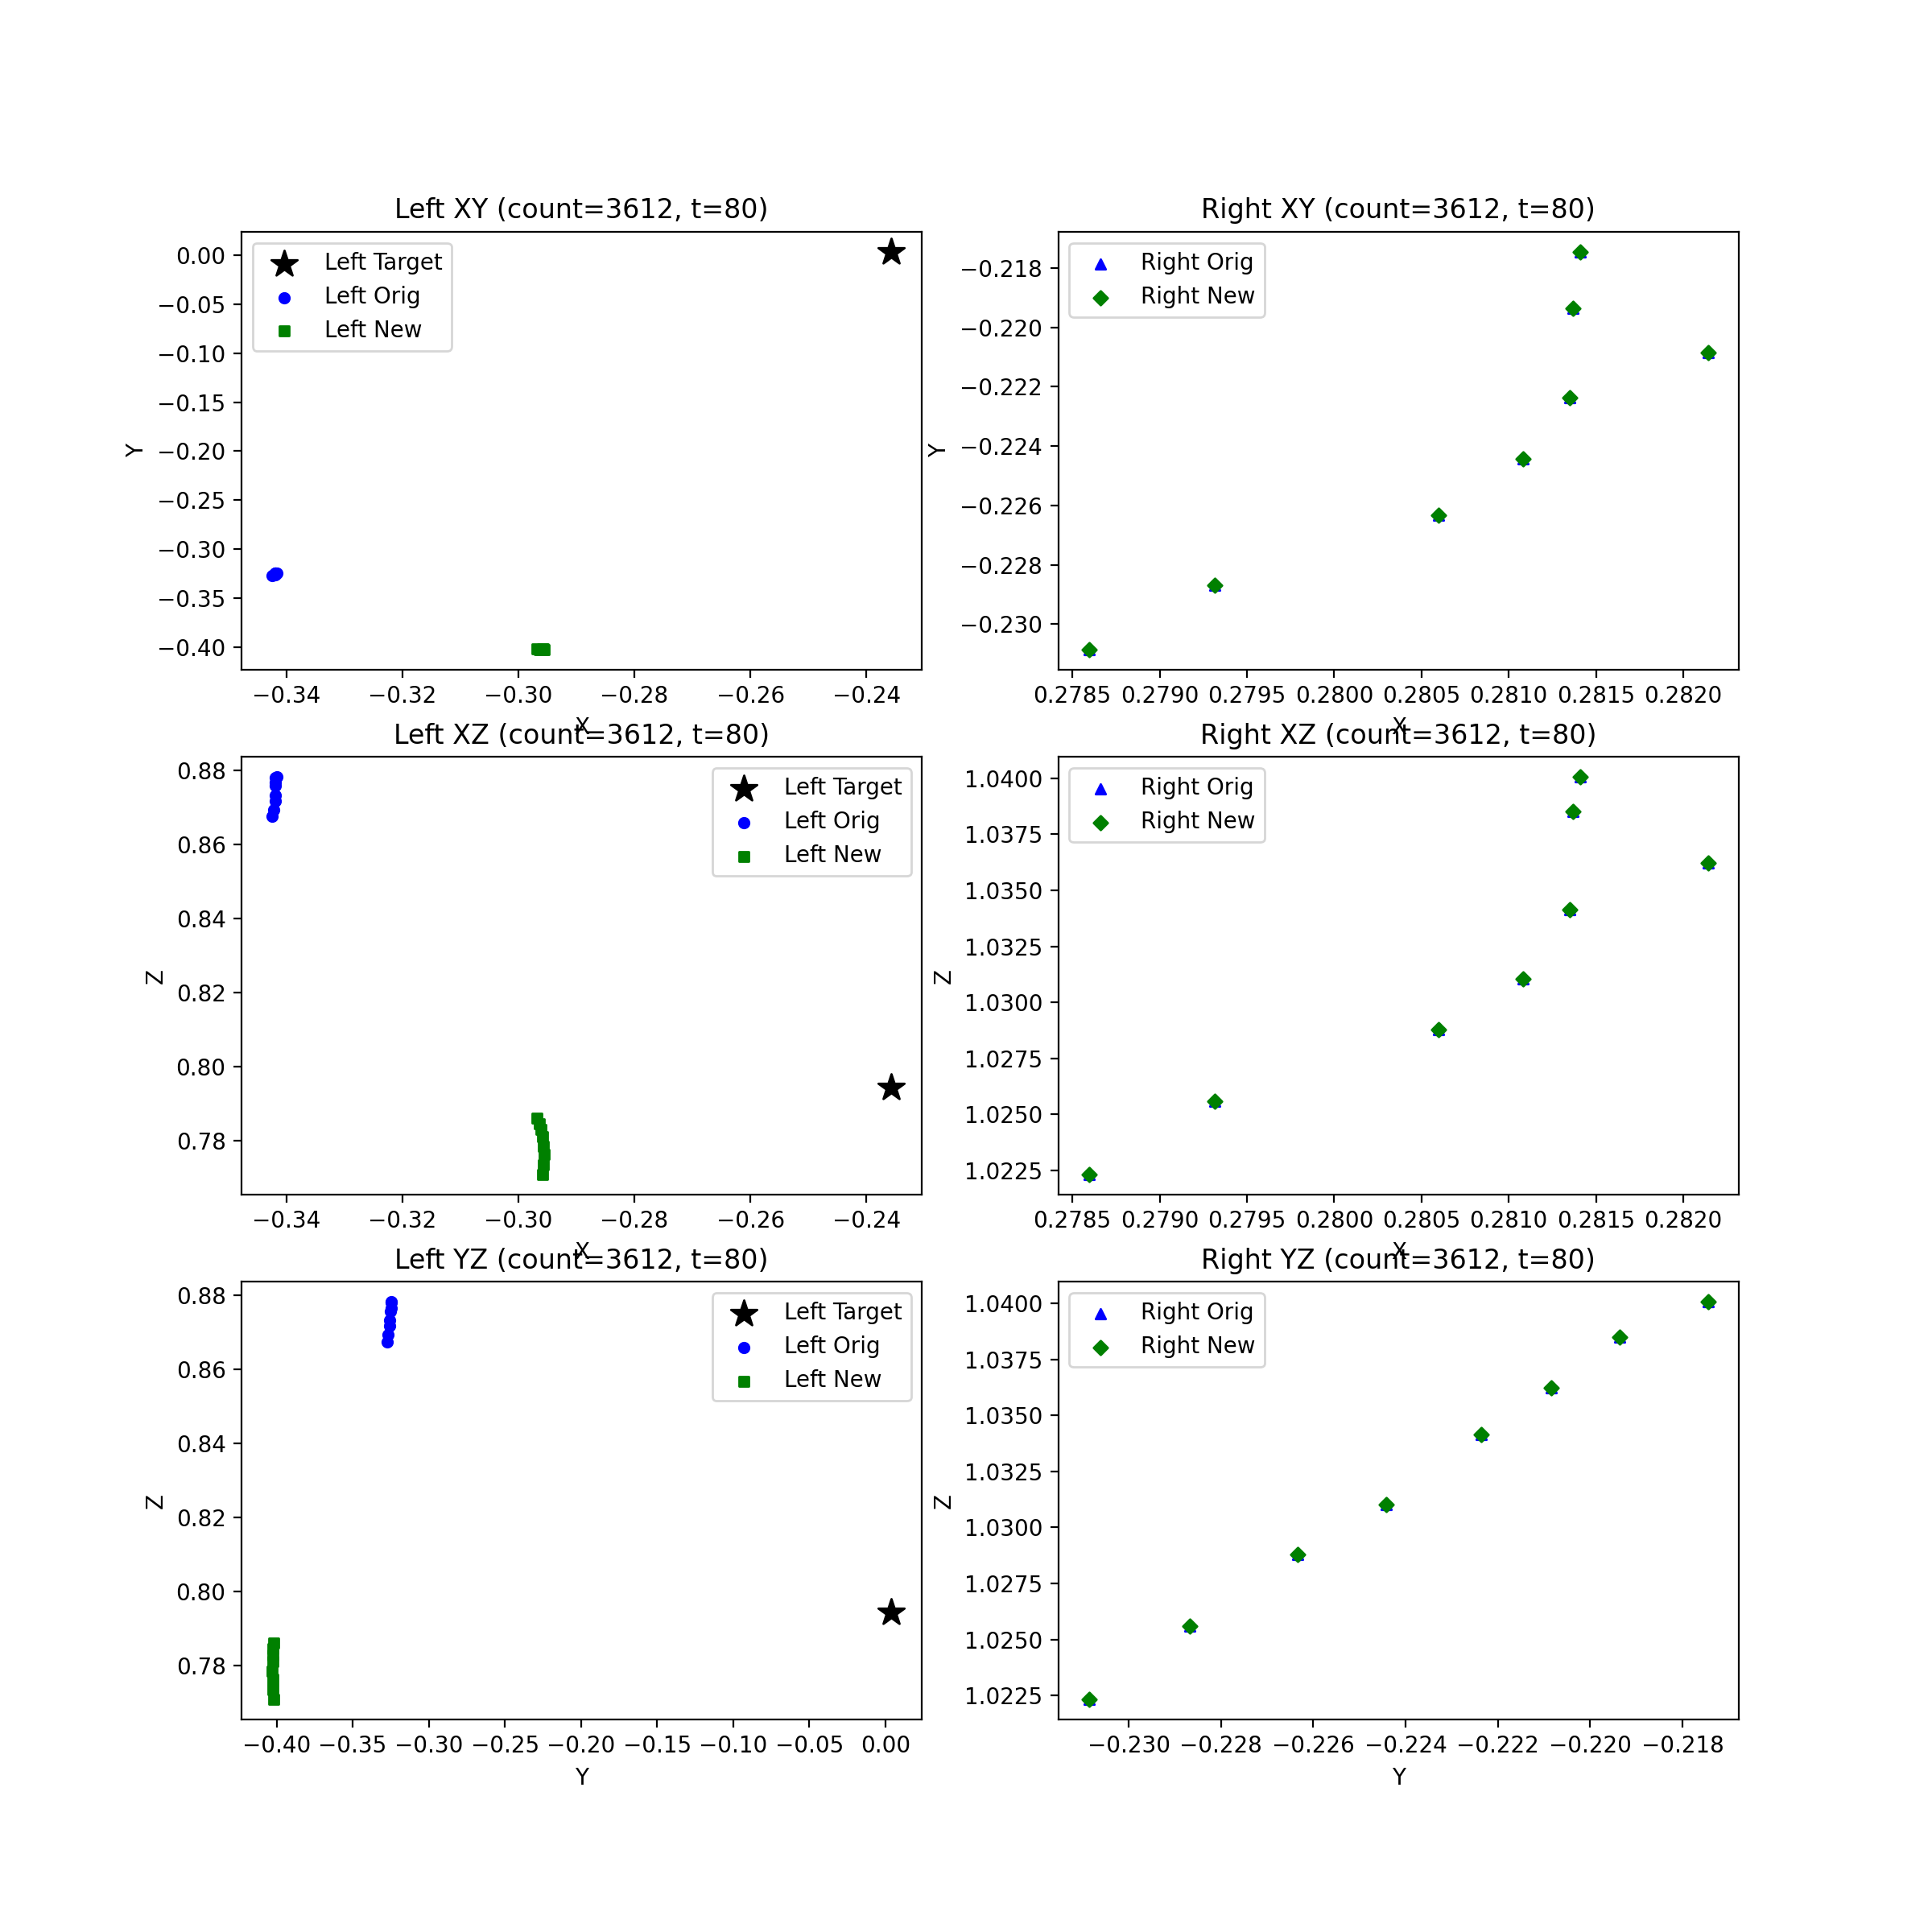 Left XY (count=3612, t=80)
Left Target
Left Orig
Left New
0.00
−0.05
−0.10
−0.15
−0.20
−0.25
−0.30
−0.35
−0.40
Y
−0.34 −0.32 −0.30 −0.28 −0.26 −0.24
X
Right XY (count=3612, t=80)
Right Orig
Right New
−0.218
−0.220
−0.222
−0.224
−0.226
−0.228
−0.230
Y
0.2785 0.2790 0.2795 0.2800 0.2805 0.2810 0.2815 0.2820
X
Left XZ (count=3612, t=80)
Left Target
Left Orig
Left New
0.88
0.86
0.84
0.82
0.80
0.78
Z
−0.34 −0.32 −0.30 −0.28 −0.26 −0.24
X
Right XZ (count=3612, t=80)
Right Orig
Right New
1.0400
1.0375
1.0350
1.0325
1.0300
1.0275
1.0250
1.0225
Z
0.2785 0.2790 0.2795 0.2800 0.2805 0.2810 0.2815 0.2820
X
Left YZ (count=3612, t=80)
Left Target
Left Orig
Left New
0.88
0.86
0.84
0.82
0.80
0.78
Z
−0.40 −0.35 −0.30 −0.25 −0.20 −0.15 −0.10 −0.05 0.00
Y
Right YZ (count=3612, t=80)
Right Orig
Right New
1.0400
1.0375
1.0350
1.0325
1.0300
1.0275
1.0250
1.0225
Z
−0.230 −0.228 −0.226 −0.224 −0.222 −0.220 −0.218
Y